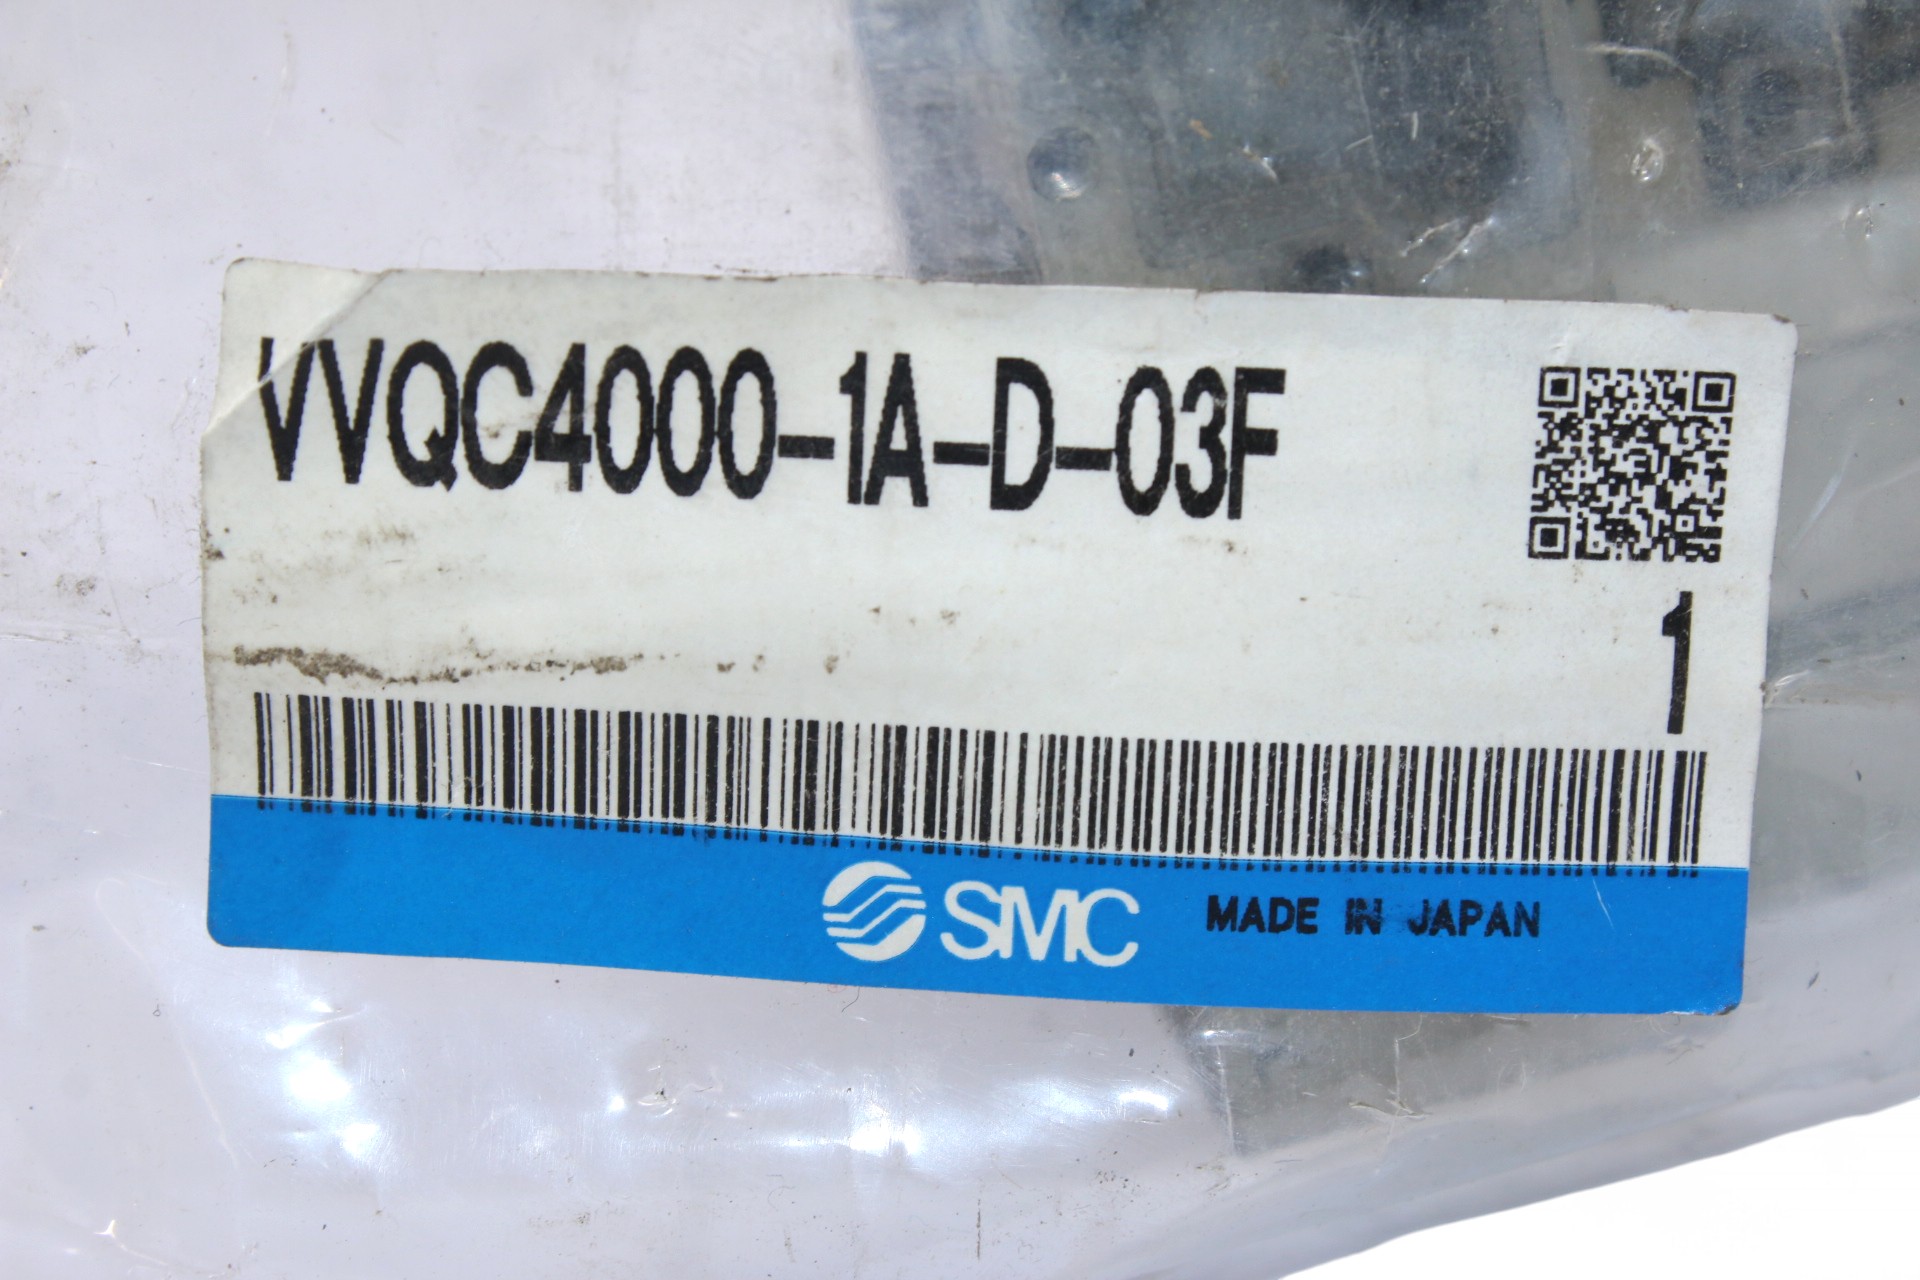 VVQC4000-1A-D-03F
1
SMC MADE IN JAPAN